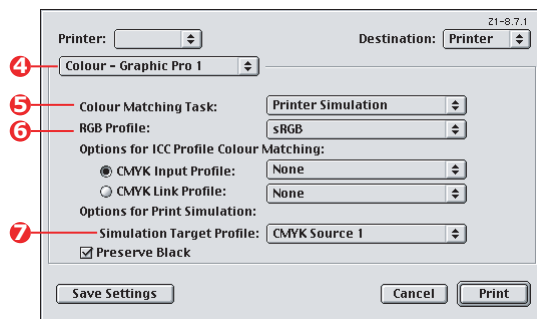 Z1-8.7.1
Printer: Destination: Printer
4 Colour - Graphic Pro 1
5 Colour Matching Task: Printer Simulation
6 RGB Profile: sRGB
Options for ICC Profile Colour Matching:
CMYK Input Profile: None
CMYK Link Profile: None
Options for Print Simulation:
7 Simulation Target Profile: CMYK Source 1
Preserve Black
Save Settings Cancel Print